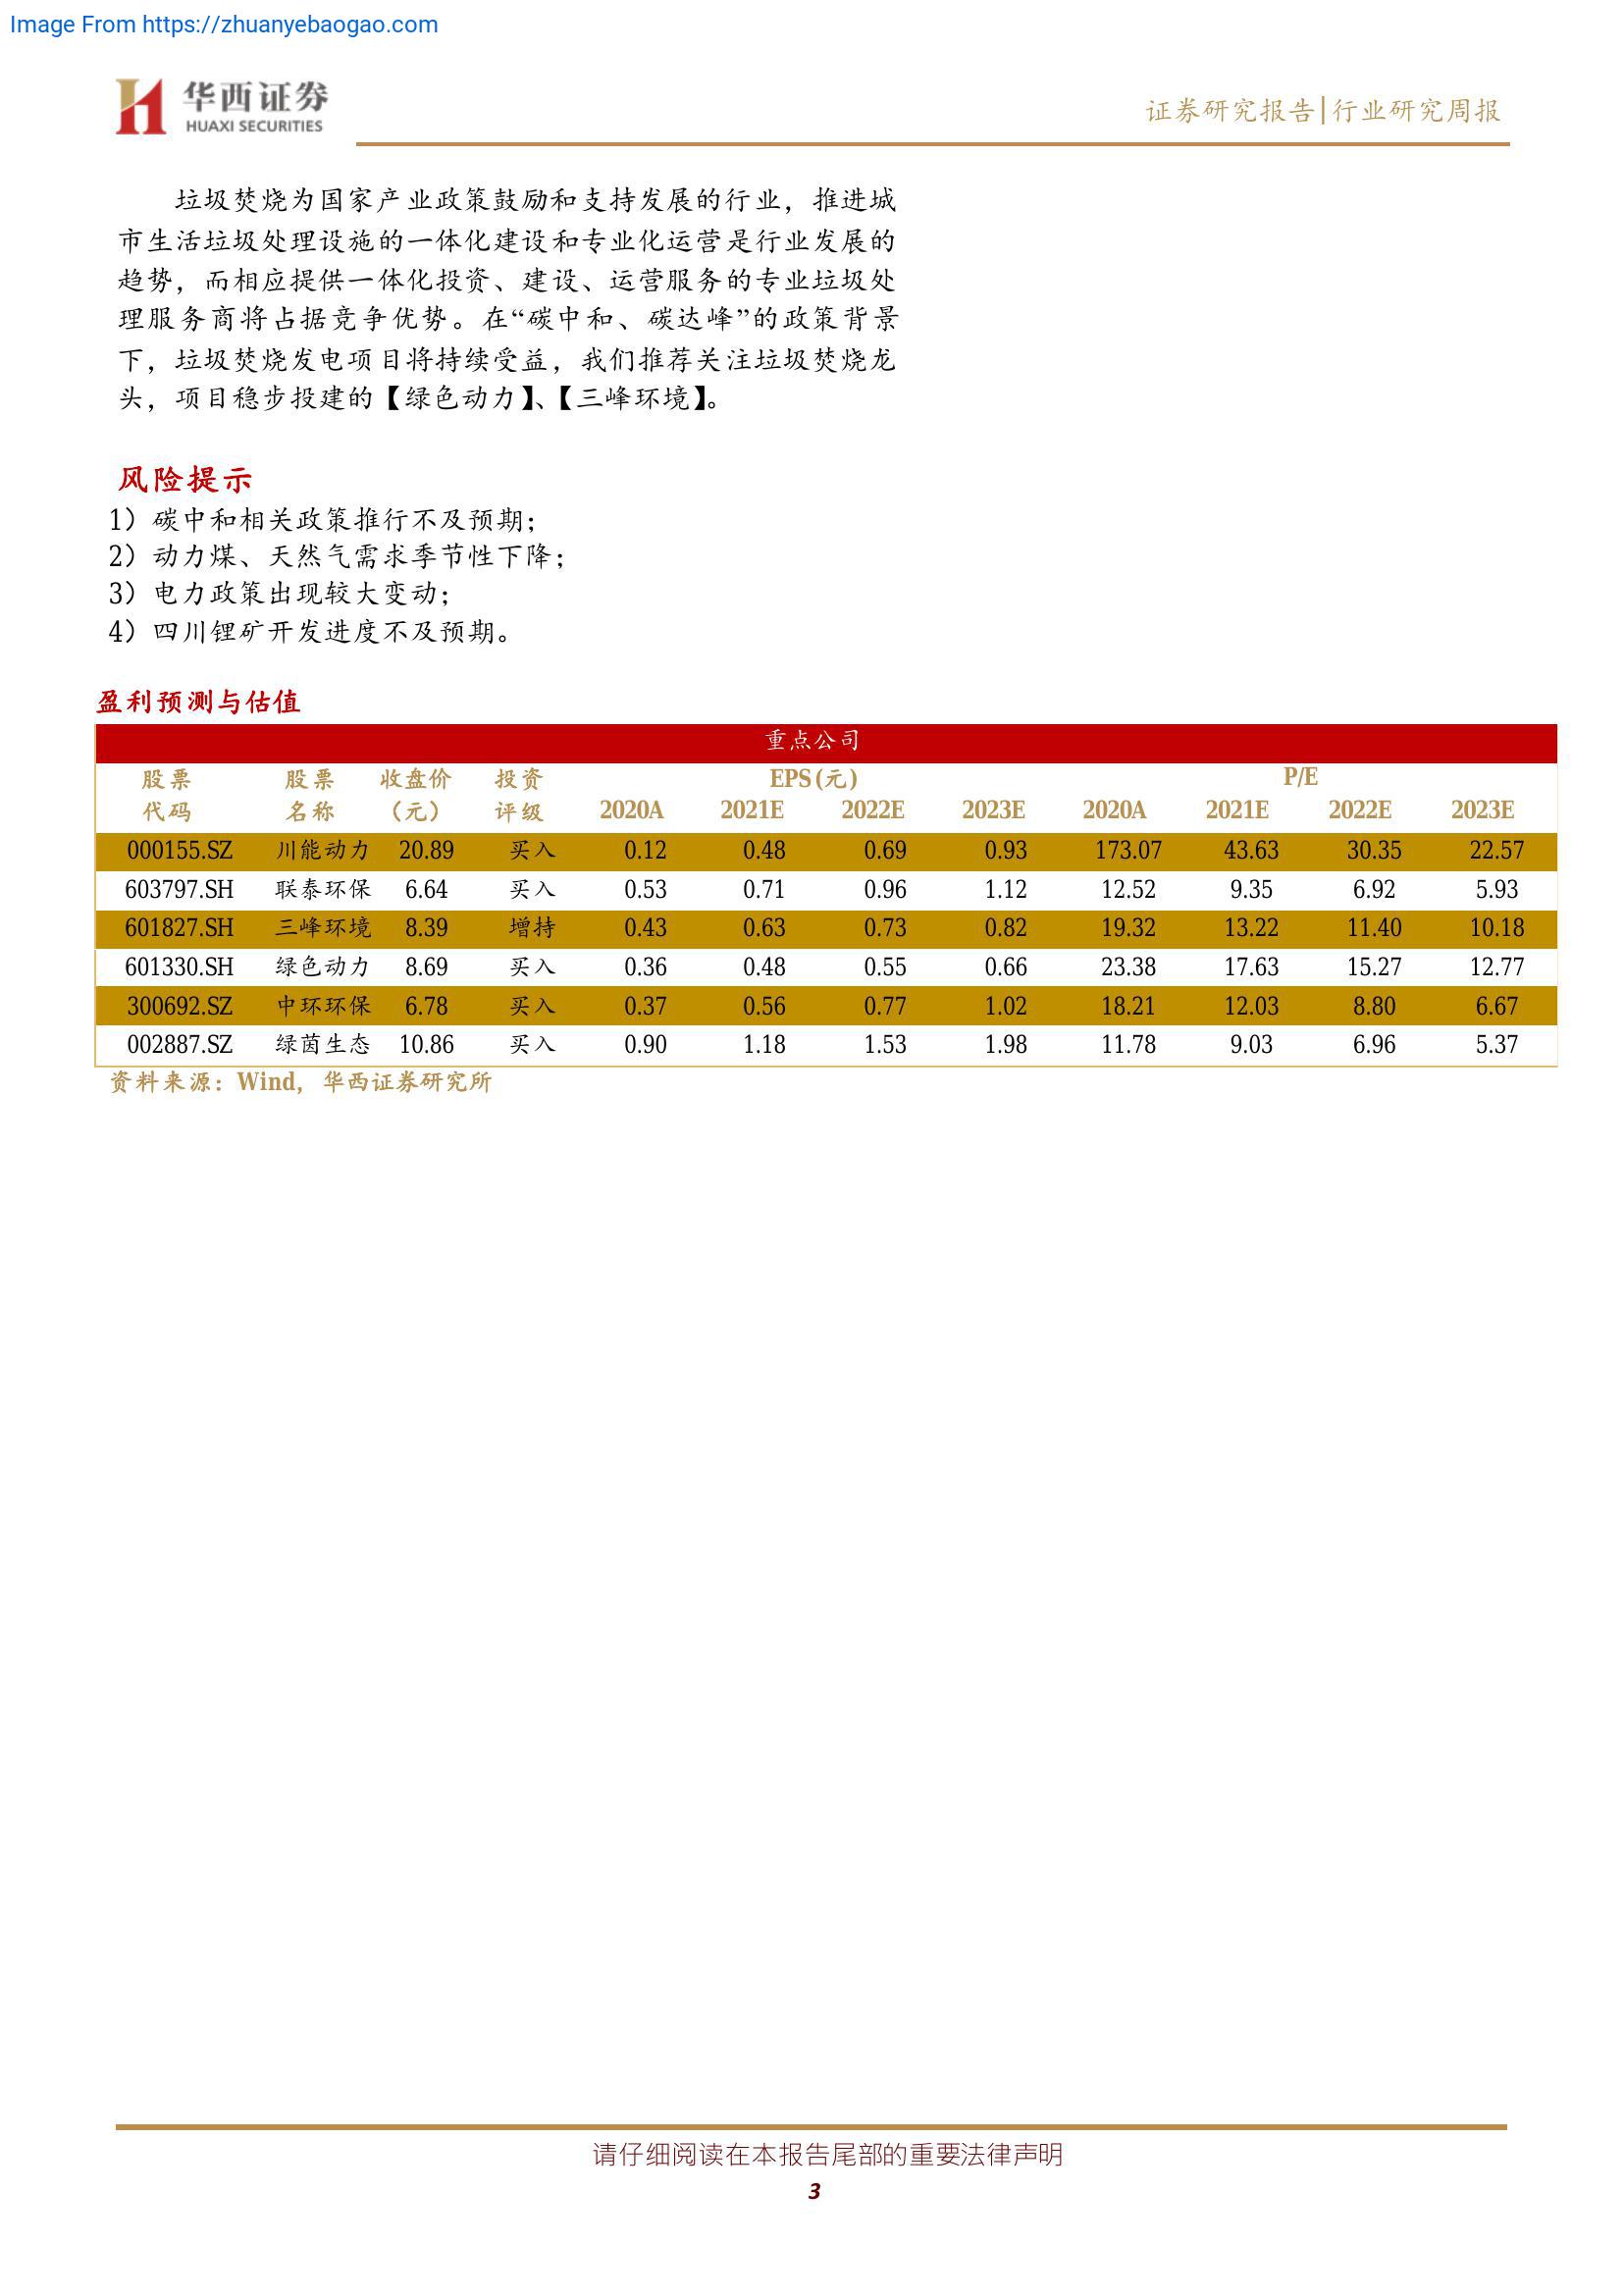 Image From https://zhuanyebaogao.com
华西证券
HUAXI SECURITIES
证券研究报告|行业研究周报
垃圾焚烧为国家产业政策鼓励和支持发展的行业，推进城
市生活垃圾处理设施的一体化建设和专业化运营是行业发展的
趋势，而相应提供一体化投资、建设、运营服务的专业垃圾处
理服务商将占据竞争优势。在“碳中和、碳达峰”的政策背景
下，垃圾焚烧发电项目将持续受益，我们推荐关注垃圾焚烧龙
头，项目稳步投建的【绿色动力】、【三峰环境】。
风险提示
1）碳中和相关政策推行不及预期；
2）动力煤、天然气需求季节性下降；
3）电力政策出现较大变动；
4）四川锂矿开发进度不及预期。
盈利预测与估值
重点公司
股票 股票 收盘价 投资 EPS(元) P/E
代码 名称 （元） 评级 2020A 2021E 2022E 2023E 2020A 2021E 2022E 2023E
000155.SZ 川能动力 20.89 买入 0.12 0.48 0.69 0.93 173.07 43.63 30.35 22.57
603797.SH 联泰环保 6.64 买入 0.53 0.71 0.96 1.12 12.52 9.35 6.92 5.93
601827.SH 三峰环境 8.39 增持 0.43 0.63 0.73 0.82 19.32 13.22 11.40 10.18
601330.SH 绿色动力 8.69 买入 0.36 0.48 0.55 0.66 23.38 17.63 15.27 12.77
300692.SZ 中环环保 6.78 买入 0.37 0.56 0.77 1.02 18.21 12.03 8.80 6.67
002887.SZ 绿茵生态 10.86 买入 0.90 1.18 1.53 1.98 11.78 9.03 6.96 5.37
资料来源：Wind，华西证券研究所
请仔细阅读在本报告尾部的重要法律声明
3